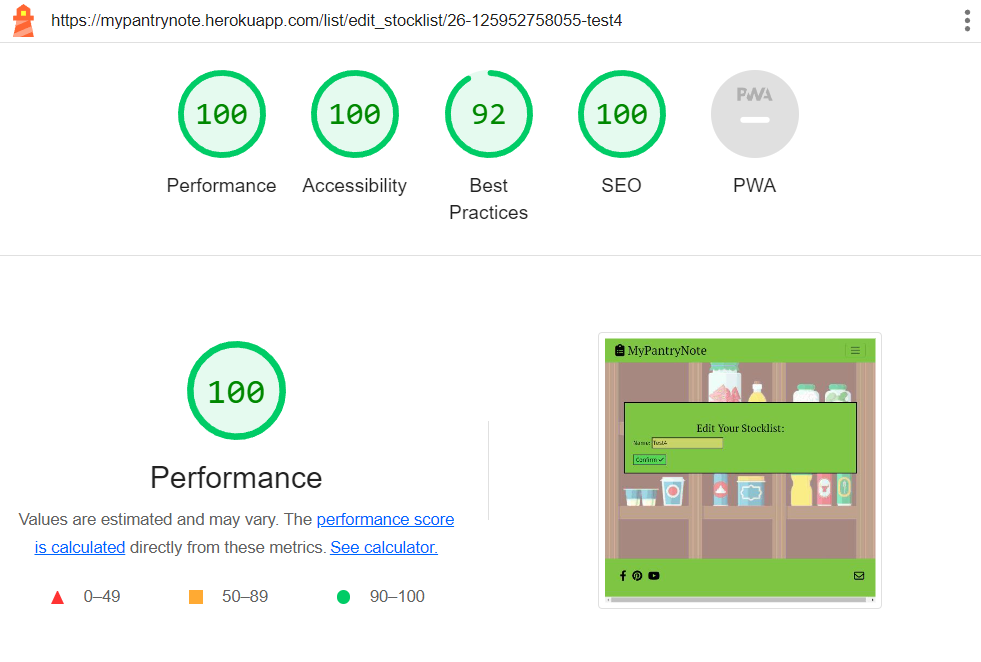 https://mypantrynote.herokuapp.com/list/edit_stocklist/26-125952758055-test4
100
100
92
100
PWA
Performance
Accessibility
Best
Practices
SEO
PWA
100
Performance
Values are estimated and may vary. The performance score
is calculated directly from these metrics. See calculator.
0–49
50–89
90–100
MyPantryNote
Edit Your Stocklist:
Name: Test4
Confirm